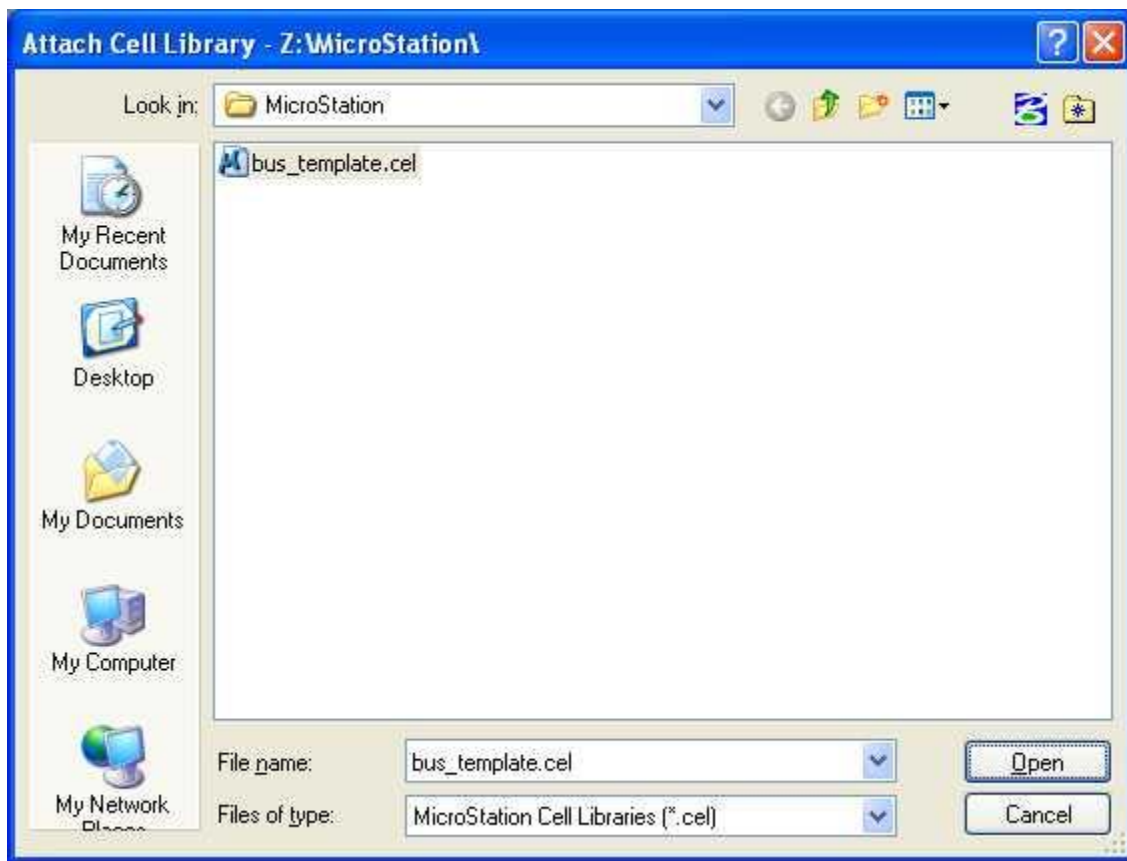 Attach Cell Library - Z:\MicroStation\
Look in:
MicroStation
bus_template.cel
My Recent
Documents
Desktop
My Documents
My Computer
My Network
Places
File name:
bus_template.cel
Open
Files of type:
MicroStation Cell Libraries (*.cel)
Cancel